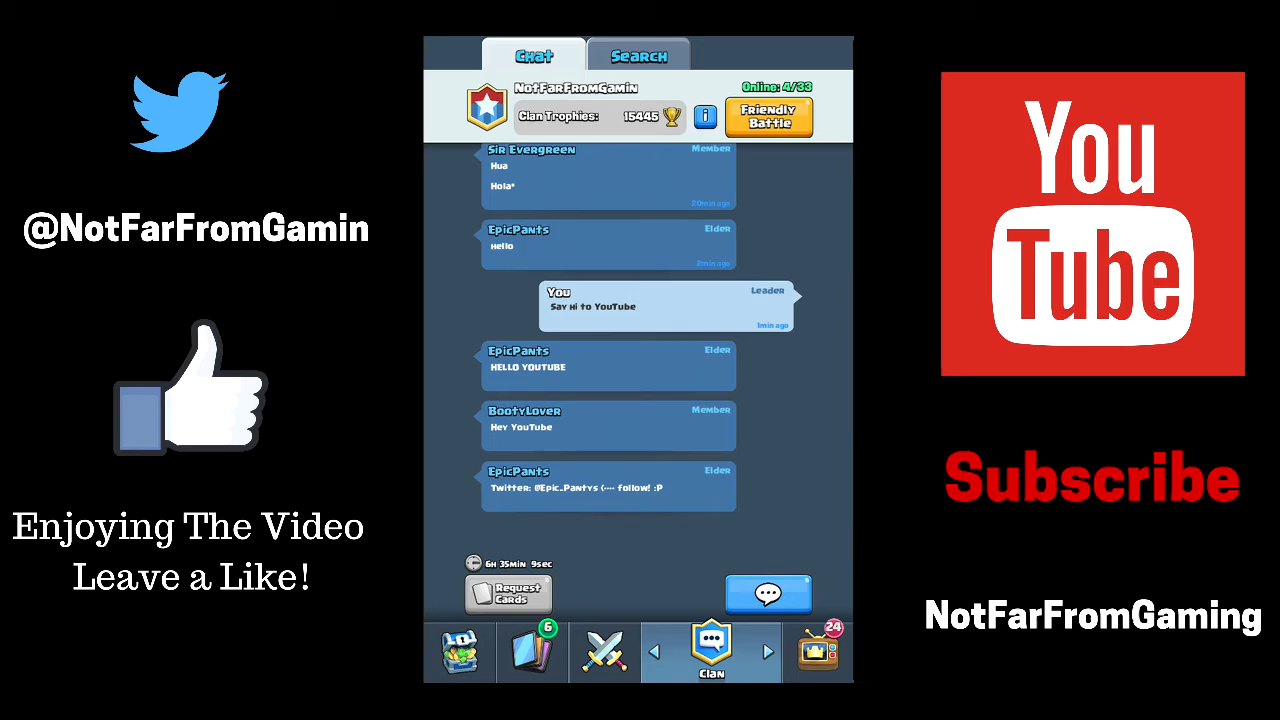 @NotFarFromGamin
Enjoying The Video
Leave a Like!
Chat
Search
NotFarFromGamin
Online: 4/33
Clan Trophies: 15445
i
Friendly
Battle
Sir Evergreen
Member
Hua
Hola*
20min ago
EpicPants
Elder
Hello
2min ago
You
Leader
Say Hi to YouTube
1min ago
EpicPants
Elder
HELLO YOUTUBE
BootyLover
Member
Hey YouTube
EpicPants
Elder
Twitter: @Epic_Pantys (---- follow! :P
6h 35min 9sec
Request
Cards
1
6
Clan
24
You
Tube
Subscribe
NotFarFromGaming